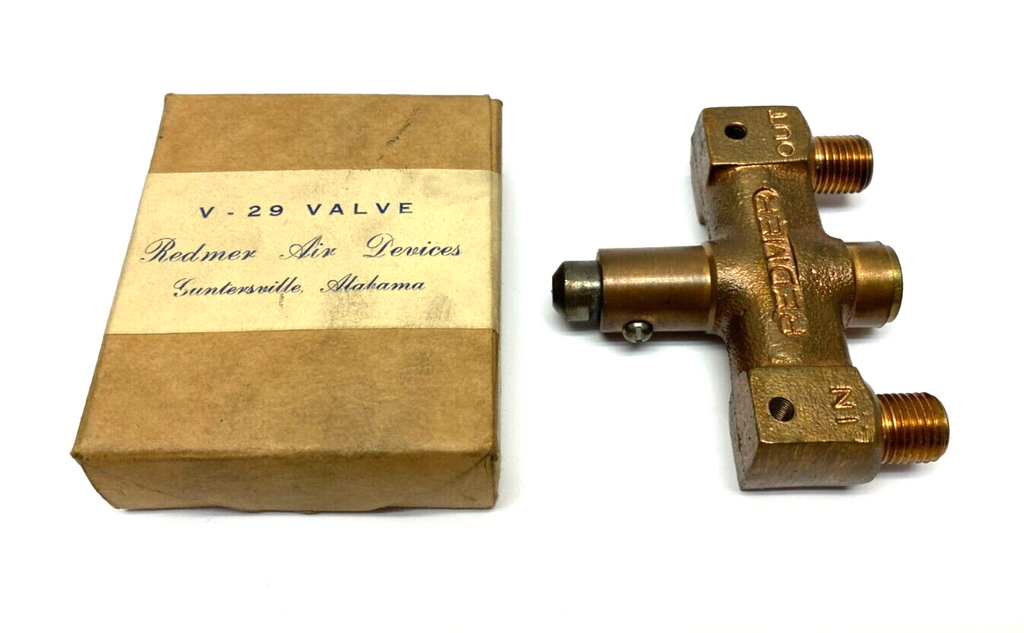 V - 29 VALVE
Redmer Air Devices
Guntersville, Alabama
OUT
REDMER
IN